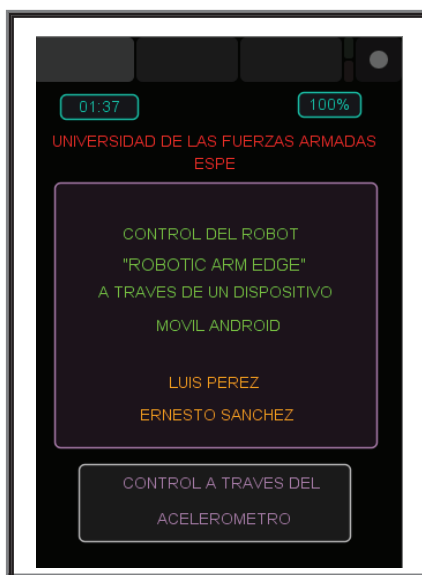 01:37 100%
UNIVERSIDAD DE LAS FUERZAS ARMADAS
ESPE
CONTROL DEL ROBOT
"ROBOTIC ARM EDGE"
A TRAVES DE UN DISPOSITIVO
MOVIL ANDROID
LUIS PEREZ
ERNESTO SANCHEZ
CONTROL A TRAVES DEL
ACELEROMETRO